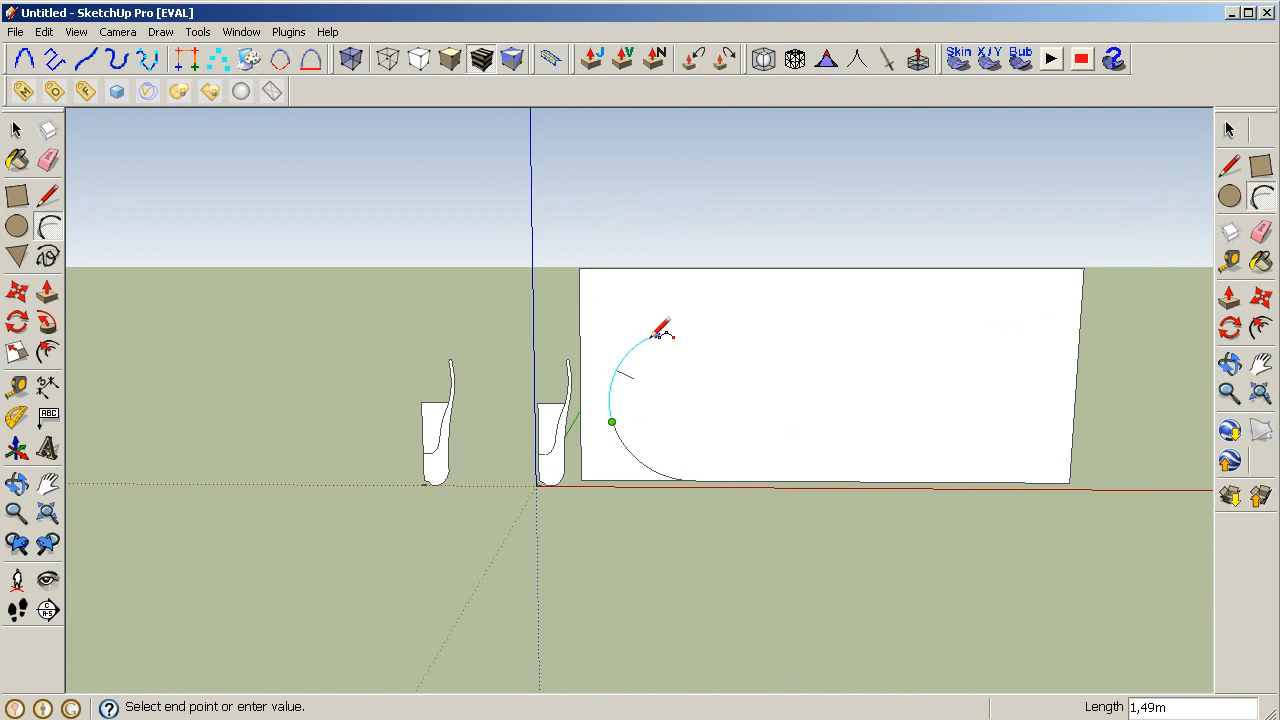 Untitled - SketchUp Pro [EVAL]
File Edit View Camera Draw Tools Window Plugins Help
J V N Skin X/Y Bub
M O F
ABC
Select end point or enter value.
Length 1,49m